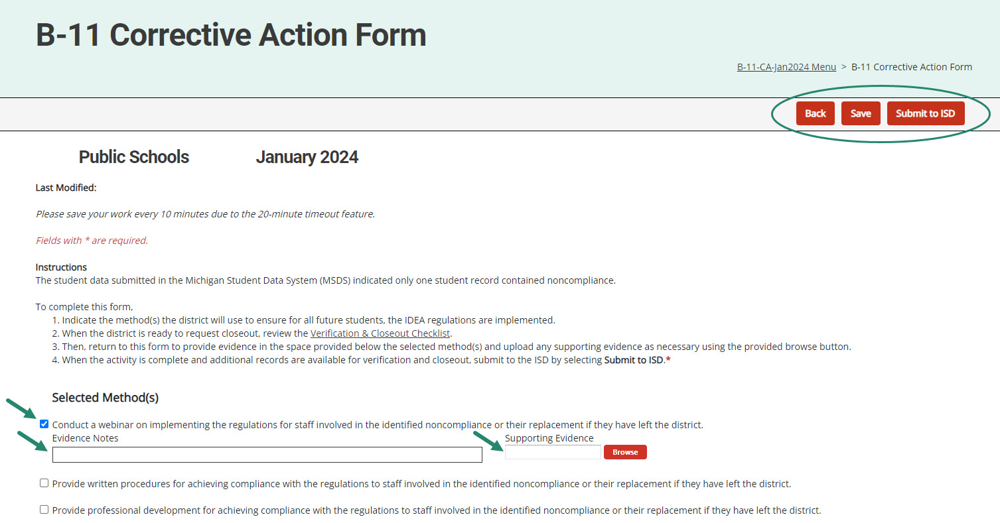 B-11 Corrective Action Form
B-11-CA-Jan2024 Menu > B-11 Corrective Action Form
Back Save Submit to ISD
Public Schools January 2024
Last Modified:
Please save your work every 10 minutes due to the 20-minute timeout feature.
Fields with * are required.
Instructions
The student data submitted in the Michigan Student Data System (MSDS) indicated only one student record contained noncompliance.
To complete this form,
1. Indicate the method(s) the district will use to ensure for all future students, the IDEA regulations are implemented.
2. When the district is ready to request closeout, review the Verification & Closeout Checklist.
3. Then, return to this form to provide evidence in the space provided below the selected method(s) and upload any supporting evidence as necessary using the provided browse button.
4. When the activity is complete and additional records are available for verification and closeout, submit to the ISD by selecting Submit to ISD.*
Selected Method(s)
Conduct a webinar on implementing the regulations for staff involved in the identified noncompliance or their replacement if they have left the district.
Evidence Notes Supporting Evidence
Browse
Provide written procedures for achieving compliance with the regulations to staff involved in the identified noncompliance or their replacement if they have left the district.
Provide professional development for achieving compliance with the regulations to staff involved in the identified noncompliance or their replacement if they have left the district.